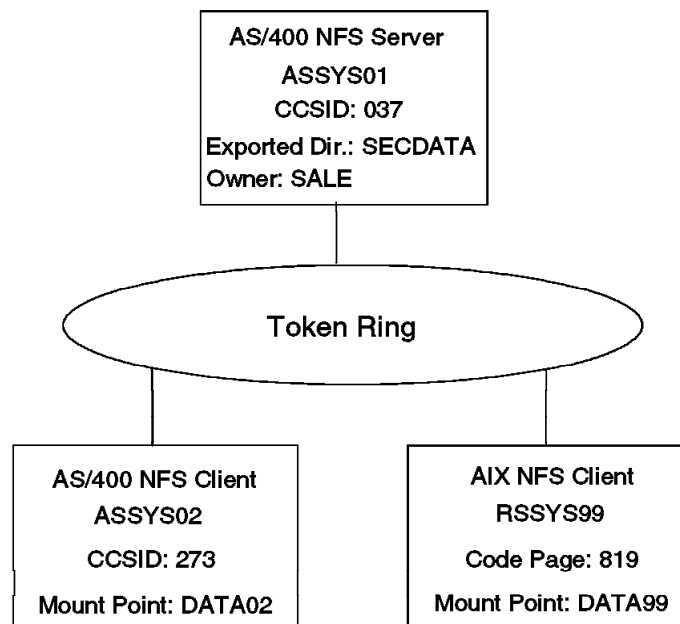 AS/400 NFS Server
ASSYS01
CCSID: 037
Exported Dir.: SECDATA
Owner: SALE
Token Ring
AS/400 NFS Client
ASSYS02
CCSID: 273
Mount Point: DATA02
AIX NFS Client
RSSYS99
Code Page: 819
Mount Point: DATA99